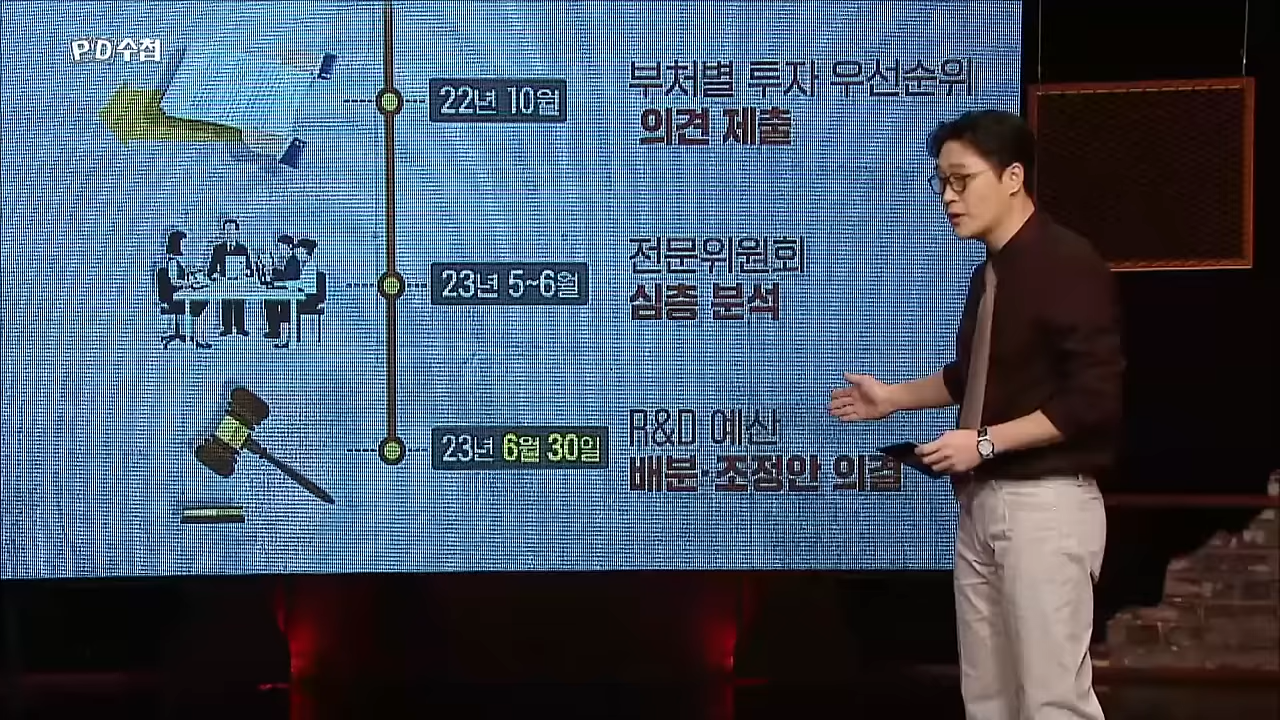 PD수첩
22년 10월
부처별 투자 우선순위
의견 제출
23년 5~6월
전문위원회
심층 분석
23년 6월 30일
R&D 예산
배분·조정안 의결